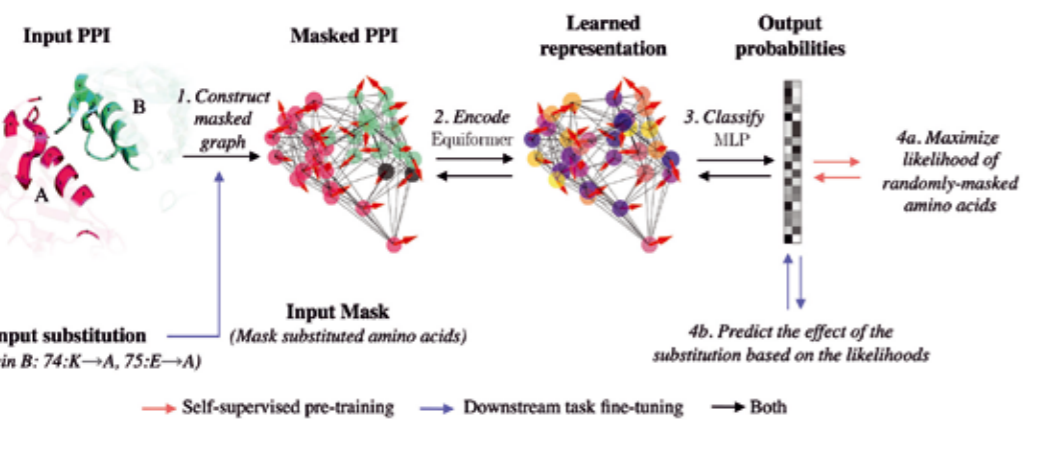 Input PPI
Masked PPI
Learned
representation
Output
probabilities
B
A
1. Construct
masked
graph
2. Encode
Equiformer
3. Classify
MLP
4a. Maximize
likelihood of
randomly-masked
amino acids
nput substitution
in B: 74:K→A, 75:E→A)
Input Mask
(Mask substituted amino acids)
4b. Predict the effect of the
substitution based on the likelihoods
Self-supervised pre-training
Downstream task fine-tuning
Both